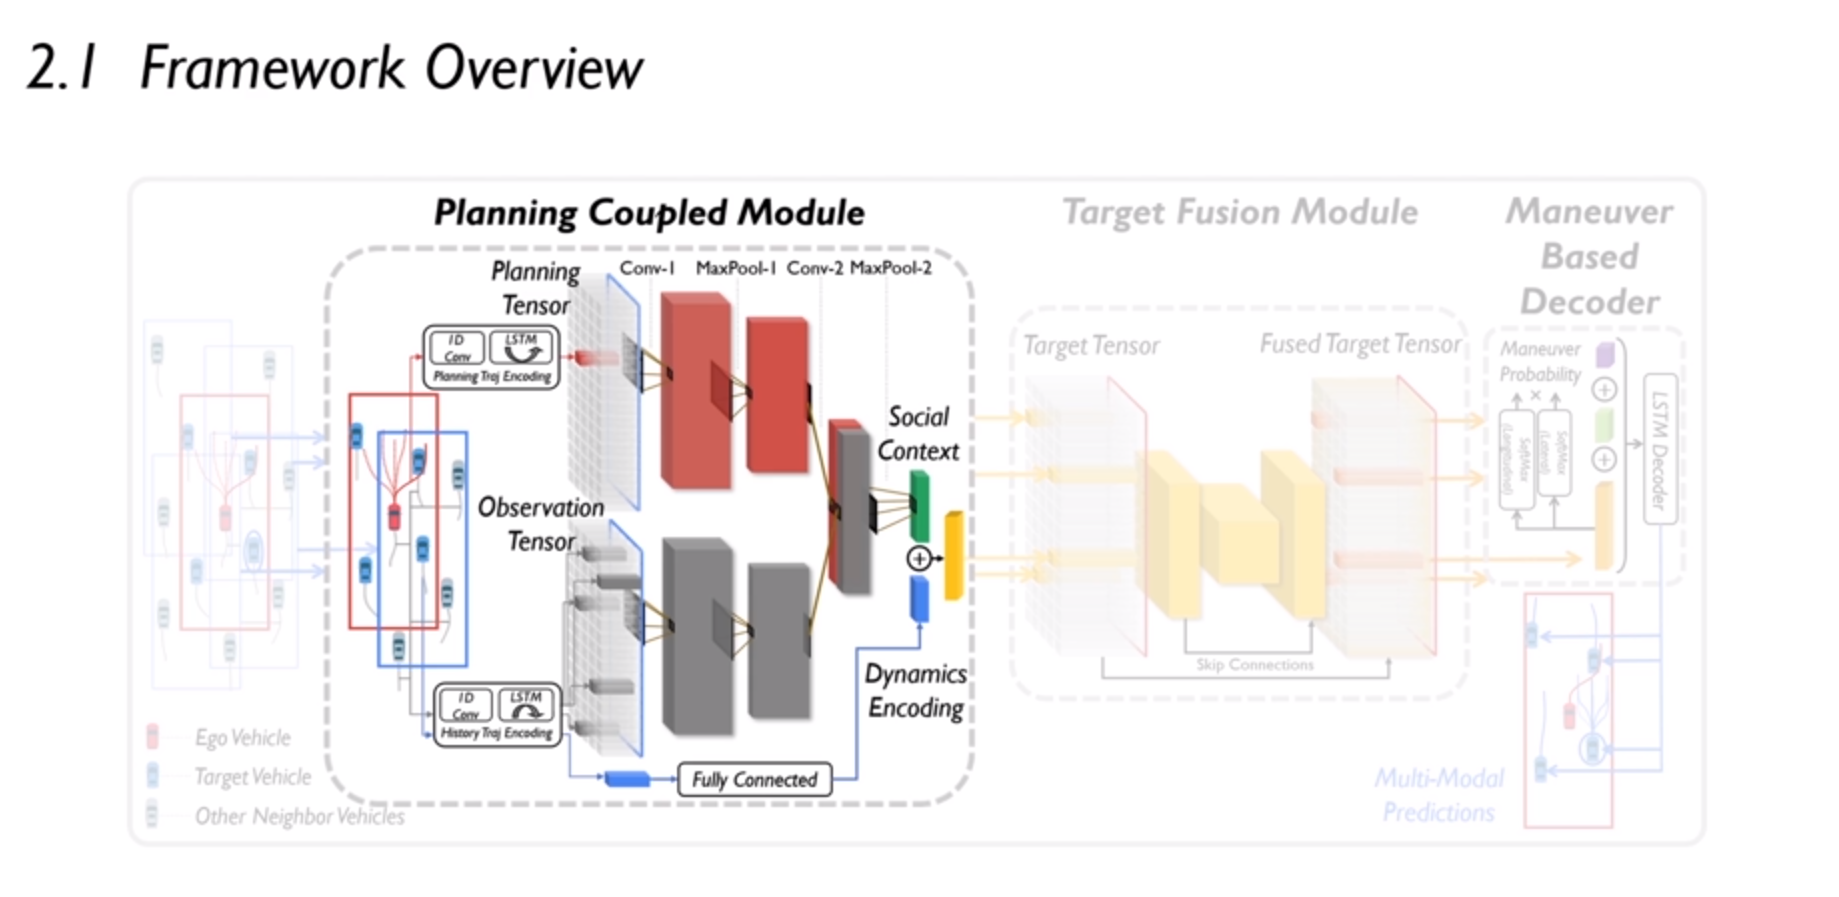 2.1 Framework Overview
Planning Coupled Module
Target Fusion Module
Maneuver
Based
Decoder
Planning
Tensor
Conv-1
MaxPool-1
Conv-2
MaxPool-2
1D
Conv
LSTM
Planning Traj Encoding
Social
Context
Observation
Tensor
1D
Conv
LSTM
History Traj Encoding
Dynamics
Encoding
Fully Connected
Target Tensor
Fused Target Tensor
Skip Connections
Maneuver
Probability
×
SoftMax
(Longitudinal)
SoftMax
(Lateral)
LSTM Decoder
Ego Vehicle
Target Vehicle
Other Neighbor Vehicles
Multi-Modal
Predictions